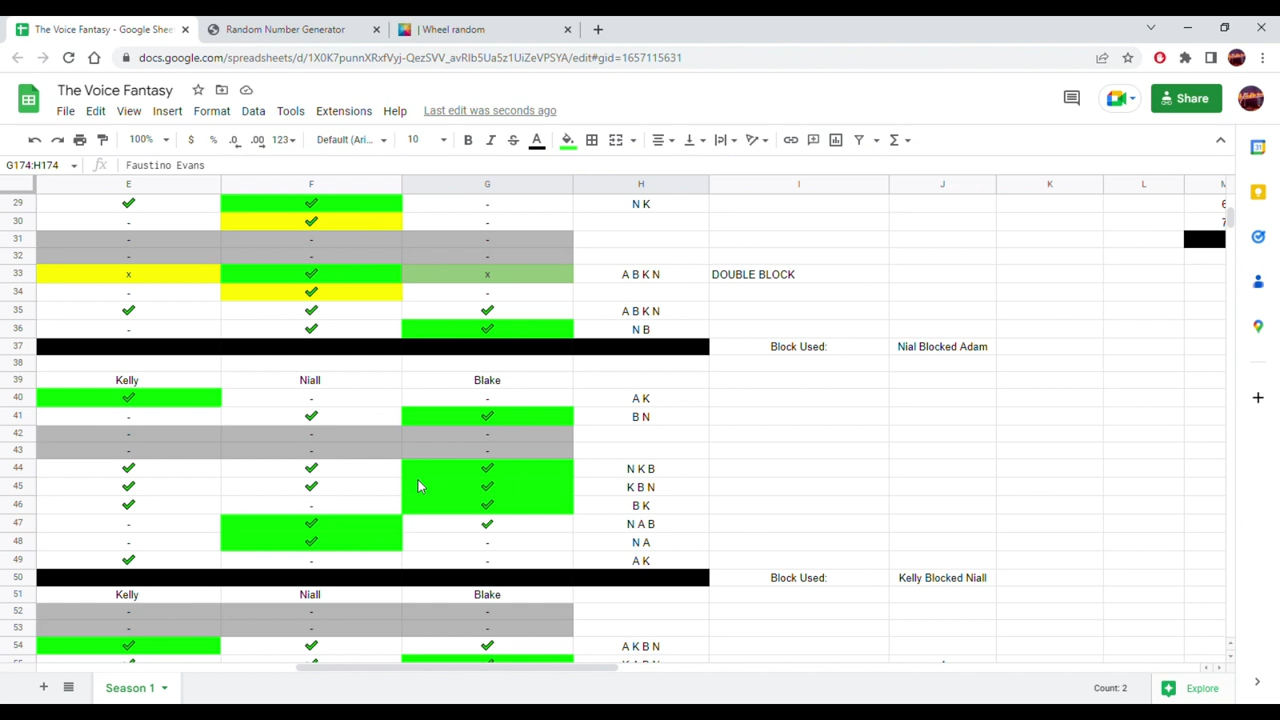 The Voice Fantasy - Google Shee
Random Number Generator
| Wheel random
docs.google.com/spreadsheets/d/1X0K7punnXRxfVyj-QezSVV_avRIb5Ua5z1UiZeVPSYA/edit#gid=1657115631
The Voice Fantasy
File Edit View Insert Format Data Tools Extensions Help Last edit was seconds ago
Share
100% $ % .0 .00 123 Default (Ari... 10 B I S A Σ
G174:H174 fx Faustino Evans
E F G H I J K L M
29 ✓ ✓ - N K 6
30 - ✓ - 7
31 - - -
32 - - -
33 x ✓ x A B K N DOUBLE BLOCK
34 - ✓ -
35 ✓ ✓ ✓ A B K N
36 - ✓ ✓ N B
37 Block Used: Nial Blocked Adam
38
39 Kelly Niall Blake
40 ✓ - - A K
41 - ✓ ✓ B N
42 - - -
43 - - -
44 ✓ ✓ ✓ N K B
45 ✓ ✓ ✓ K B N
46 ✓ - ✓ B K
47 - ✓ ✓ N A B
48 - ✓ - N A
49 ✓ - - A K
50 Block Used: Kelly Blocked Niall
51 Kelly Niall Blake
52 - - -
53 - - -
54 ✓ ✓ ✓ A K B N
Season 1
Count: 2
Explore